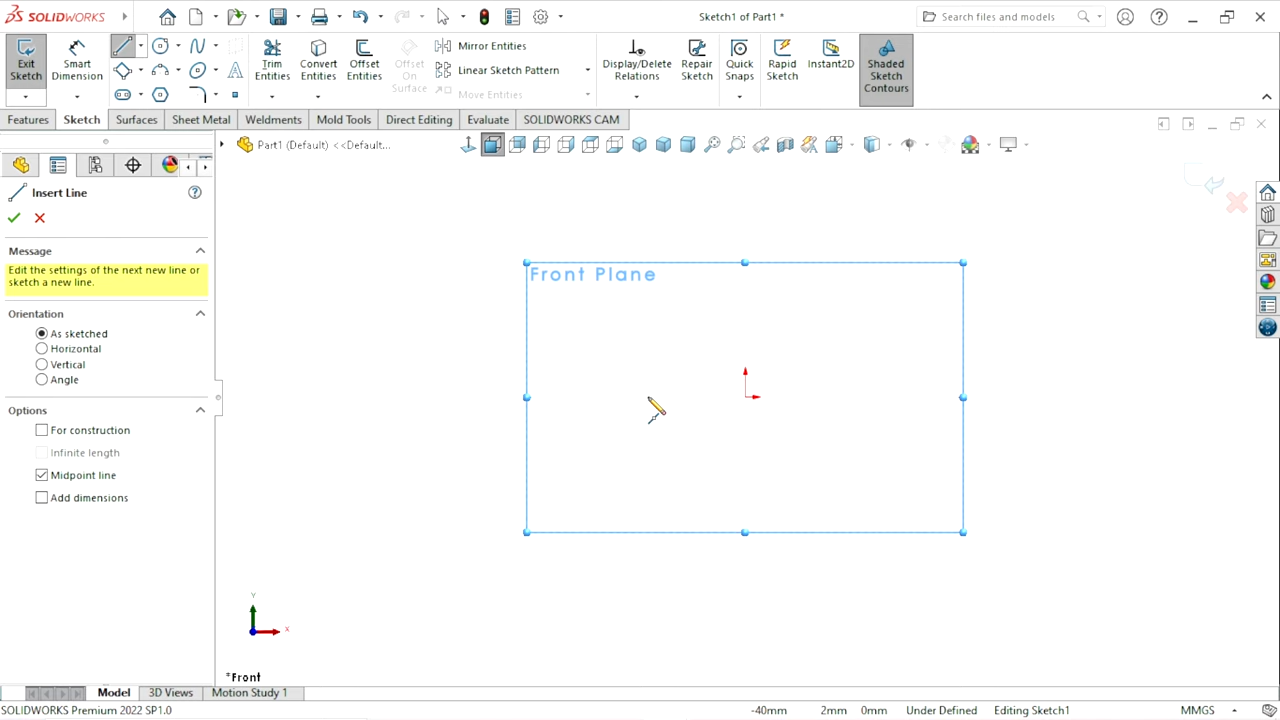 SOLIDWORKS
Sketch1 of Part1 *
Search files and models
Exit Sketch
Smart Dimension
Trim Entities
Convert Entities
Offset Entities
Offset On Surface
Mirror Entities
Linear Sketch Pattern
Move Entities
Display/Delete Relations
Repair Sketch
Quick Snaps
Rapid Sketch
Instant2D
Shaded Sketch Contours
Features
Sketch
Surfaces
Sheet Metal
Weldments
Mold Tools
Direct Editing
Evaluate
SOLIDWORKS CAM
Part1 (Default) <<Default...
Insert Line
Message
Edit the settings of the next new line or
sketch a new line.
Orientation
As sketched
Horizontal
Vertical
Angle
Options
For construction
Infinite length
Midpoint line
Add dimensions
Front Plane
Y
X
*Front
Model
3D Views
Motion Study 1
SOLIDWORKS Premium 2022 SP1.0
-40mm
2mm
0mm
Under Defined
Editing Sketch1
MMGS